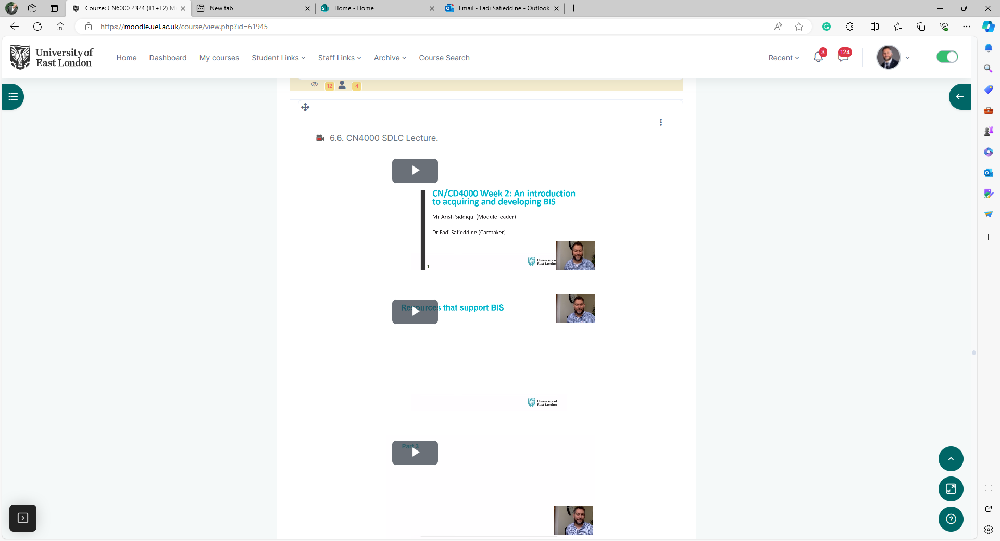 Course: CN6000 2324 (T1+T2) M
New tab
Home - Home
Email - Fadi Safieddine - Outlook
https://moodle.uel.ac.uk/course/view.php?id=61945
University of
East London
Home
Dashboard
My courses
Student Links
Staff Links
Archive
Course Search
Recent
3
124
12
4
6.6. CN4000 SDLC Lecture.
CN/CD4000 Week 2: An introduction
to acquiring and developing BIS
Mr Arish Siddiqui (Module leader)
Dr Fadi Safieddine (Caretaker)
University of
East London
1
Resources that support BIS
University of
East London
Part 3